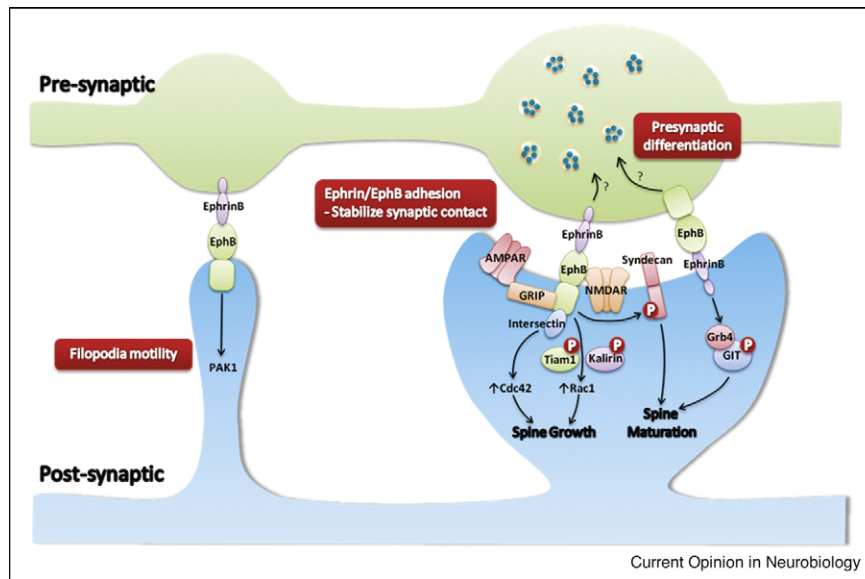 Pre-synaptic
Presynaptic
differentiation
?
?
Ephrin/EphB adhesion
- Stabilize synaptic contact
EphrinB
EphB
EphrinB
EphB
EphB
EphrinB
AMPAR
GRIP
NMDAR
Syndecan
P
Intersectin
Tiam1
P
Kalirin
P
Grb4
P
GIT
Filopodia motility
PAK1
↑Cdc42
↑Rac1
Spine Growth
Spine
Maturation
Post-synaptic
Current Opinion in Neurobiology